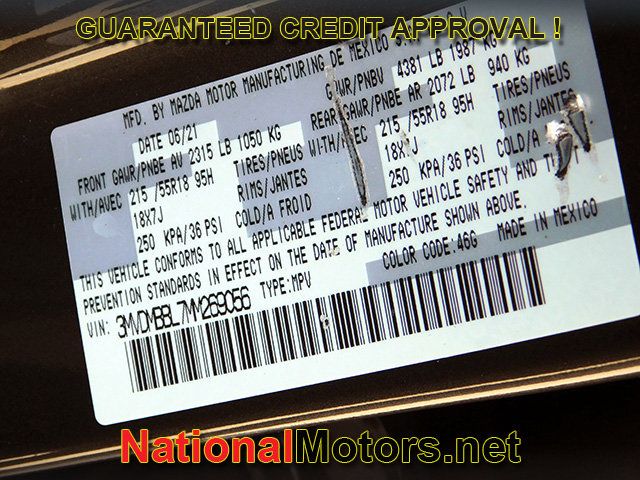 GUARANTEED CREDIT APPROVAL !
MFD. BY MAZDA MOTOR MANUFACTURING DE MEXICO
DATE 06/21 GVWR/PNBV 4381 LB 1987 KG
FRONT GAWR/PNBE AV 2315 LB 1050 KG REAR GAWR/PNBE AR 2072 LB 940 KG
WITH/AVEC 215 /55R18 95H TIRES/PNEUS WITH/AVEC 215 /55R18 95H TIRES/PNEUS
18X7J RIMS/JANTES 18X7J RIMS/JANTES
250 KPA/36 PSI COLD/A FROID 250 KPA/36 PSI COLD/A
THIS VEHICLE CONFORMS TO ALL APPLICABLE FEDERAL MOTOR VEHICLE SAFETY AND THEFT
PREVENTION STANDARDS IN EFFECT ON THE DATE OF MANUFACTURE SHOWN ABOVE.
VIN: 3MVDMBBL7MM269056 TYPE:MPV COLOR CODE:46G MADE IN MEXICO
NationalMotors.net